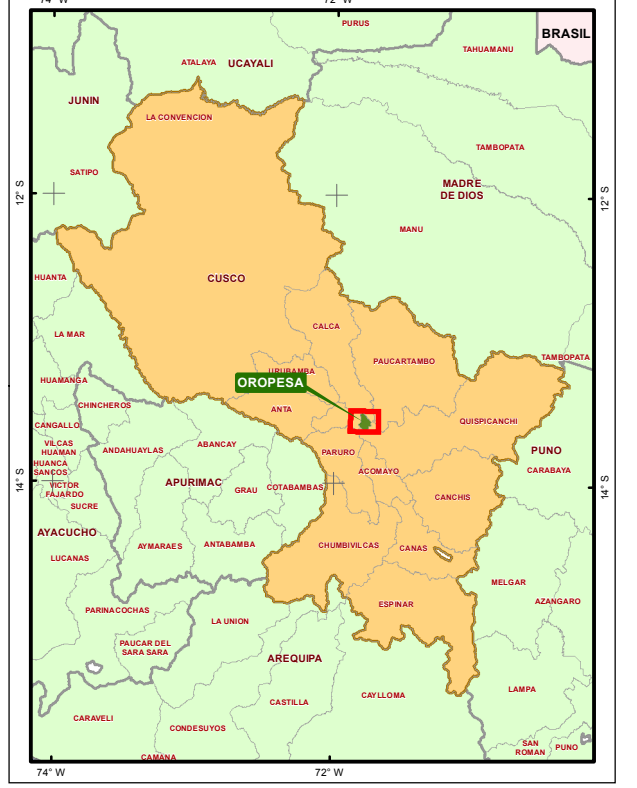 74° W
72° W
PURUS
BRASIL
TAHUAMANU
ATALAYA
UCAYALI
JUNIN
LA CONVENCION
TAMBOPATA
SATIPO
MADRE
DE DIOS
12° S
12° S
MANU
HUANTA
CUSCO
CALCA
LA MAR
PAUCARTAMBO
TAMBOPATA
URUBAMBA
HUAMANGA
OROPESA
CHINCHEROS
ANTA
CANGALLO
QUISPICANCHI
VILCAS
HUAMAN
ANDAHUAYLAS
ABANCAY
PARURO
PUNO
HUANCA
SANCOS
ACOMAYO
CARABAYA
14° S
14° S
APURIMAC
VICTOR
FAJARDO
GRAU
COTABAMBAS
CANCHIS
SUCRE
AYACUCHO
AYMARAES
ANTABAMBA
CHUMBIVILCAS
CANAS
LUCANAS
MELGAR
AZANGARO
PARINACOCHAS
ESPINAR
LA UNION
PAUCAR DEL
SARA SARA
AREQUIPA
CAYLLOMA
LAMPA
CASTILLA
CARAVELI
CONDESUYOS
SAN
ROMAN
PUNO
CAMANA
74° W
72° W